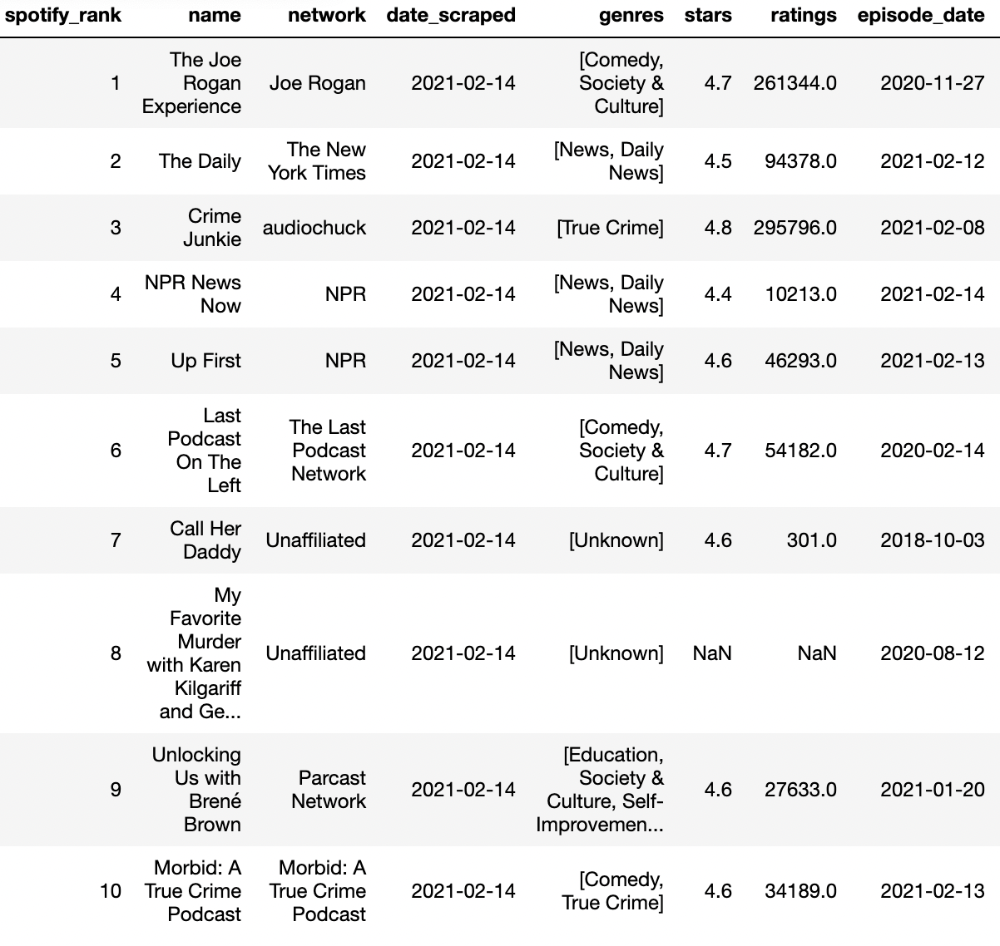 spotify_rank name network date_scraped genres stars ratings episode_date
1 The Joe Rogan Experience Joe Rogan 2021-02-14 [Comedy, Society & Culture] 4.7 261344.0 2020-11-27
2 The Daily The New York Times 2021-02-14 [News, Daily News] 4.5 94378.0 2021-02-12
3 Crime Junkie audiochuck 2021-02-14 [True Crime] 4.8 295796.0 2021-02-08
4 NPR News Now NPR 2021-02-14 [News, Daily News] 4.4 10213.0 2021-02-14
5 Up First NPR 2021-02-14 [News, Daily News] 4.6 46293.0 2021-02-13
6 Last Podcast On The Left The Last Podcast Network 2021-02-14 [Comedy, Society & Culture] 4.7 54182.0 2020-02-14
7 Call Her Daddy Unaffiliated 2021-02-14 [Unknown] 4.6 301.0 2018-10-03
8 My Favorite Murder with Karen Kilgariff and Ge... Unaffiliated 2021-02-14 [Unknown] NaN NaN 2020-08-12
9 Unlocking Us with Brené Brown Parcast Network 2021-02-14 [Education, Society & Culture, Self-Improvemen... 4.6 27633.0 2021-01-20
10 Morbid: A True Crime Podcast Morbid: A True Crime Podcast 2021-02-14 [Comedy, True Crime] 4.6 34189.0 2021-02-13